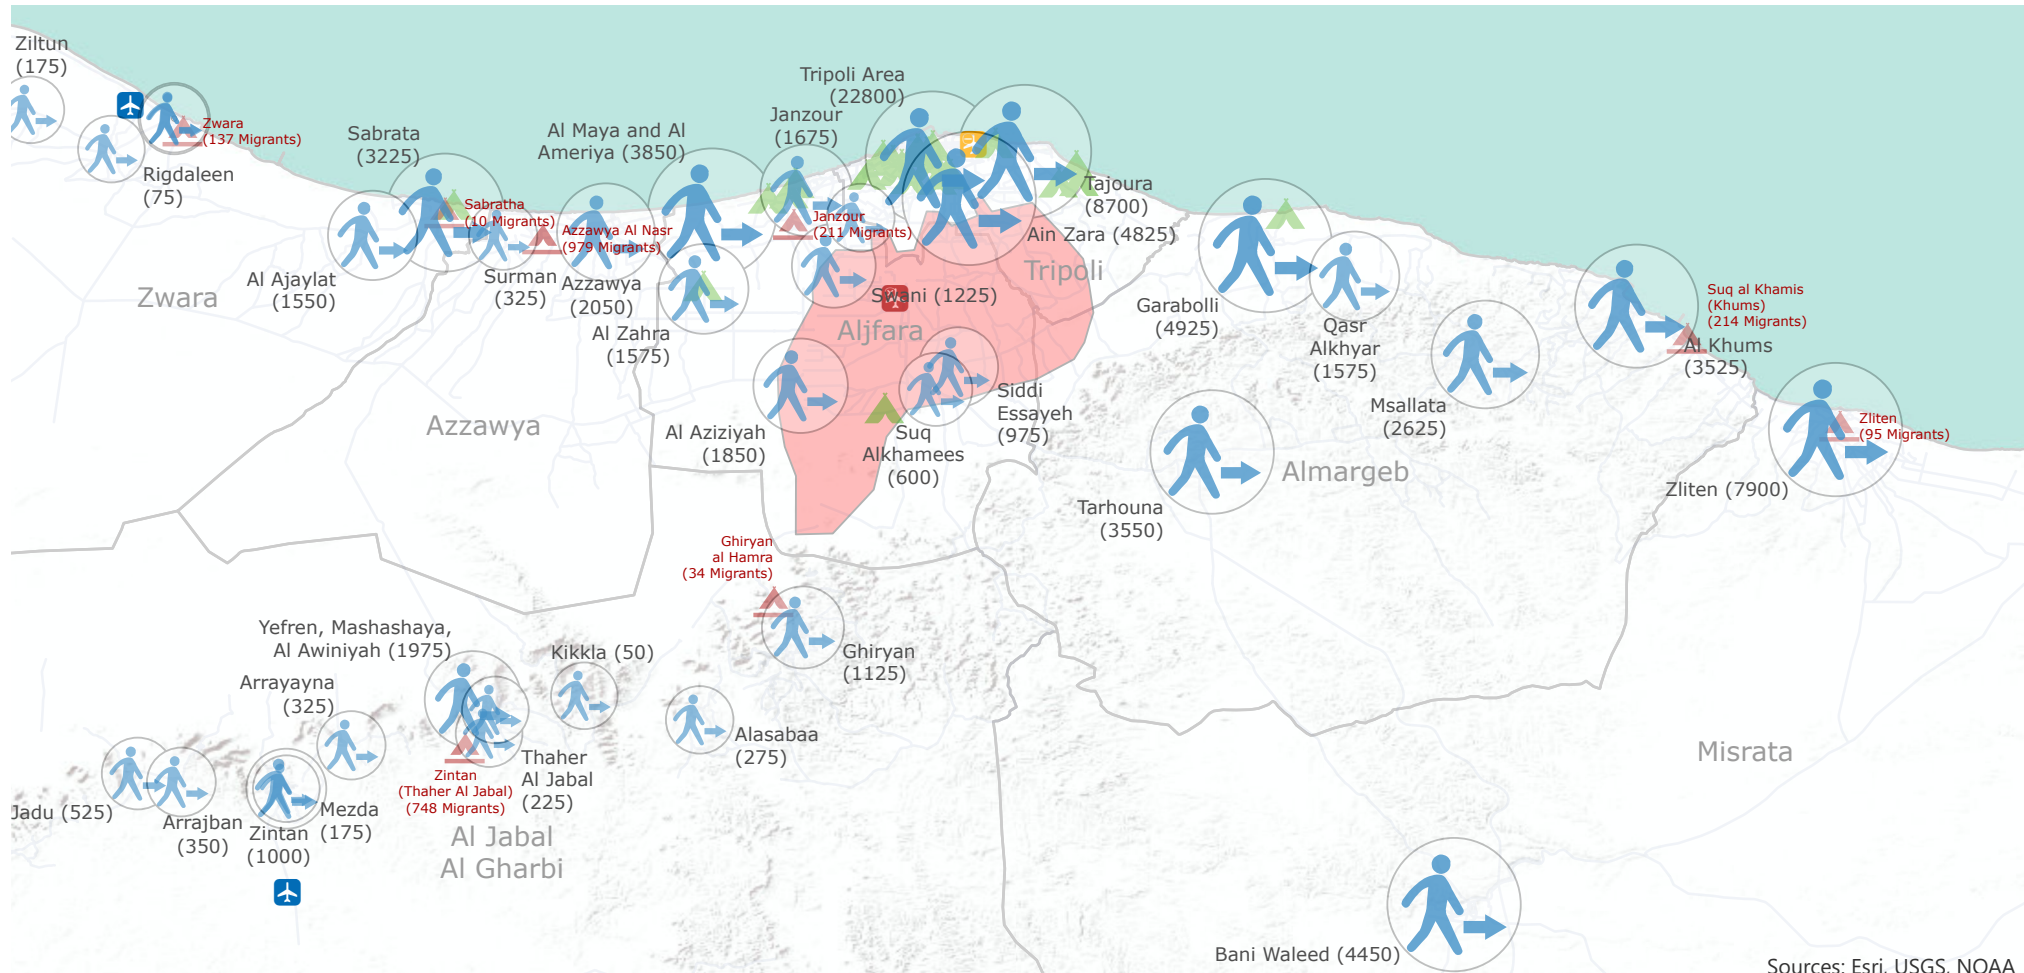 Ziltun
(175)
Zwara
(137 Migrants)
Rigdaleen
(75)
Sabrata
(3225)
Al Maya and Al
Ameriya (3850)
Tripoli Area
(22800)
Janzour
(1675)
Tajoura
(8700)
Ain Zara (4825)
Sabratha
(10 Migrants)
Azzawya Al Nasr
(979 Migrants)
Janzour
(211 Migrants)
Al Ajaylat
(1550)
Surman
(325)
Azzawya
(2050)
Al Zahra
(1575)
Swani (1225)
Tripoli
Zwara
Aljfara
Garabolli
(4925)
Qasr
Alkhyar
(1575)
Suq al Khamis
(Khums)
(214 Migrants)
Al Khums
(3525)
Msallata
(2625)
Azzawya
Al Aziziyah
(1850)
Suq
Alkhamees
(600)
Siddi
Essayeh
(975)
Tarhouna
(3550)
Almargeb
Zliten
(95 Migrants)
Zliten (7900)
Ghiryan
al Hamra
(34 Migrants)
Ghiryan
(1125)
Yefren, Mashashaya,
Al Awiniyah (1975)
Kikkla (50)
Arrayayna
(325)
Alasabaa
(275)
Thaher
Al Jabal
(225)
Zintan
(Thaher Al Jabal)
(748 Migrants)
Jadu (525)
Arrajban
(350)
Zintan
(1000)
Mezda
(175)
Al Jabal
Al Gharbi
Misrata
Bani Waleed (4450)
Sources: Esri, USGS, NOAA